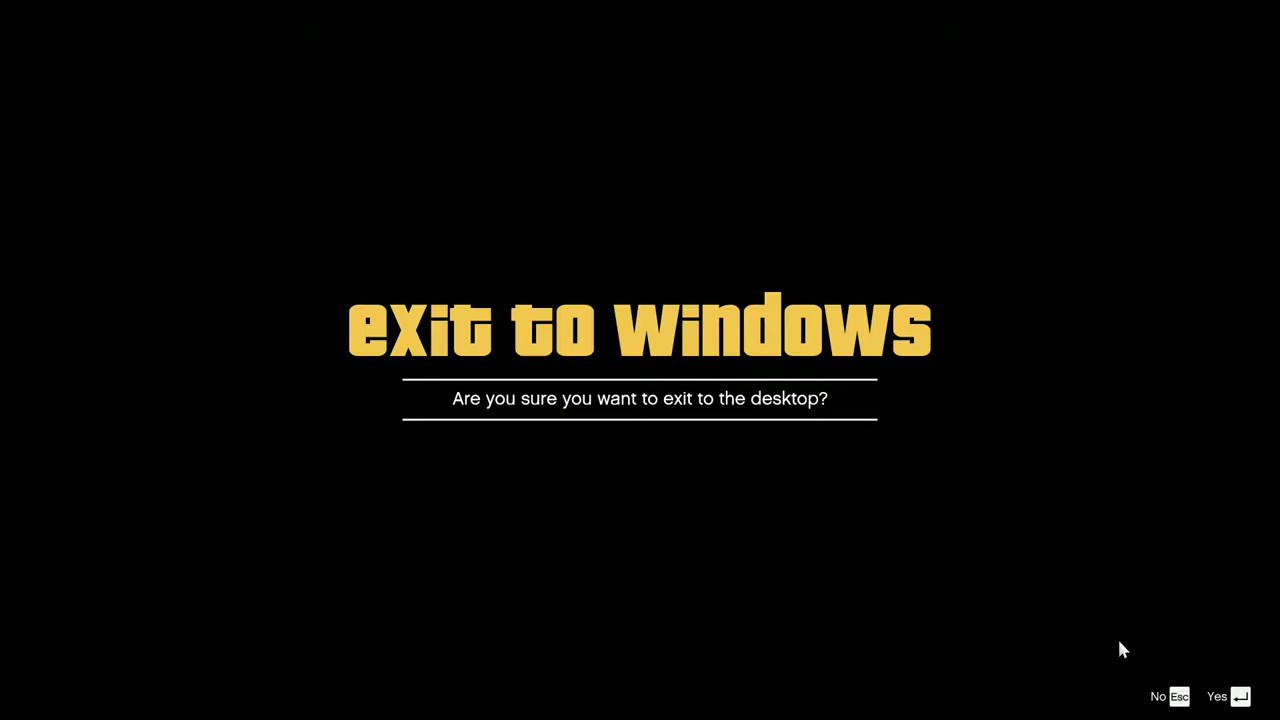 exit to windows
Are you sure you want to exit to the desktop?
No Esc Yes